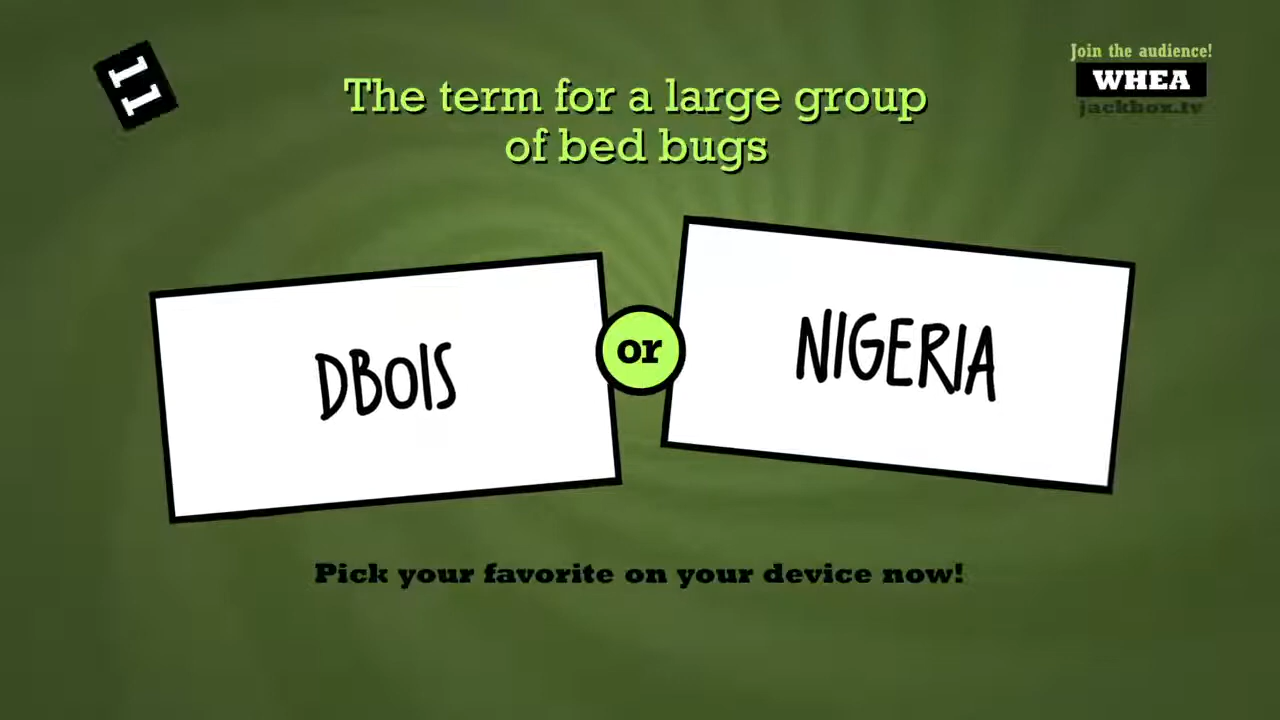 11
Join the audience!
WHEA
jackbox.tv
The term for a large group
of bed bugs
DBOIS
or
NIGERIA
Pick your favorite on your device now!